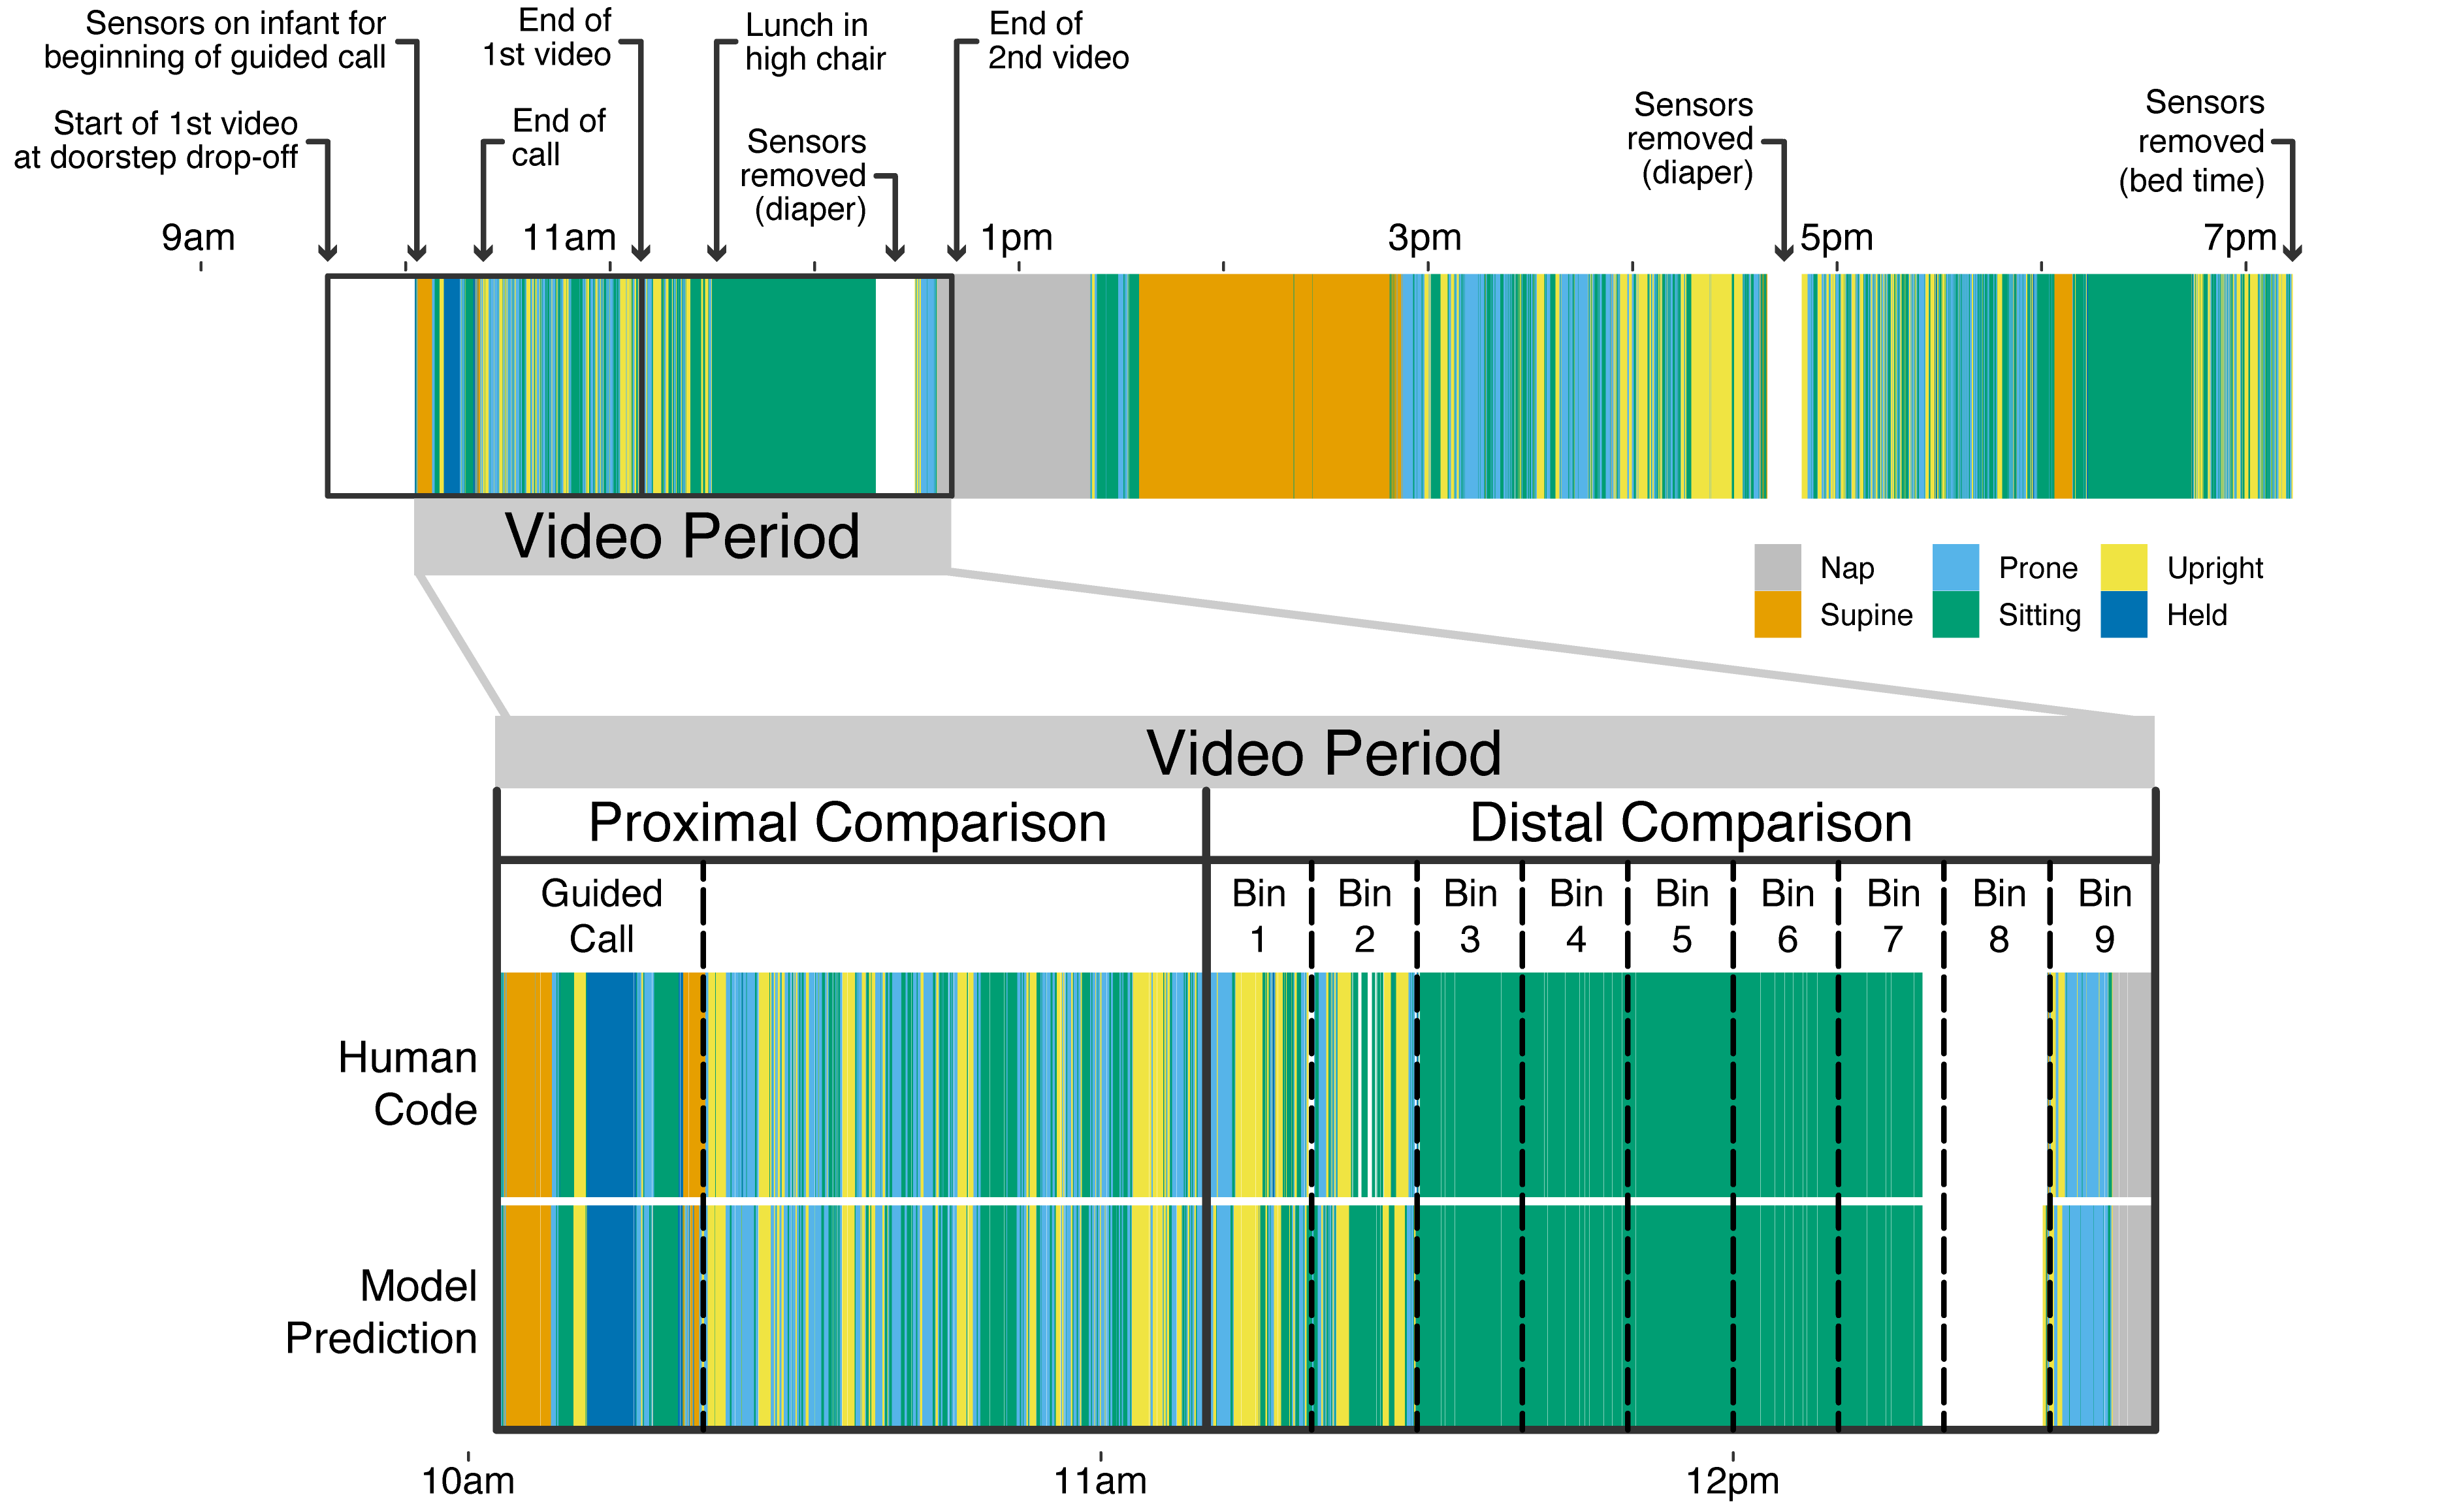 Sensors on infant for
beginning of guided call
End of
1st video
Lunch in
high chair
End of
2nd video
Start of 1st video
at doorstep drop-off
End of
call
Sensors
removed
(diaper)
Sensors
removed
(diaper)
Sensors
removed
(bed time)
9am
11am
1pm
3pm
5pm
7pm
Video Period
Nap
Prone
Upright
Supine
Sitting
Held
Video Period
Proximal Comparison
Distal Comparison
Guided
Call
Bin
1
Bin
2
Bin
3
Bin
4
Bin
5
Bin
6
Bin
7
Bin
8
Bin
9
Human
Code
Model
Prediction
10am
11am
12pm